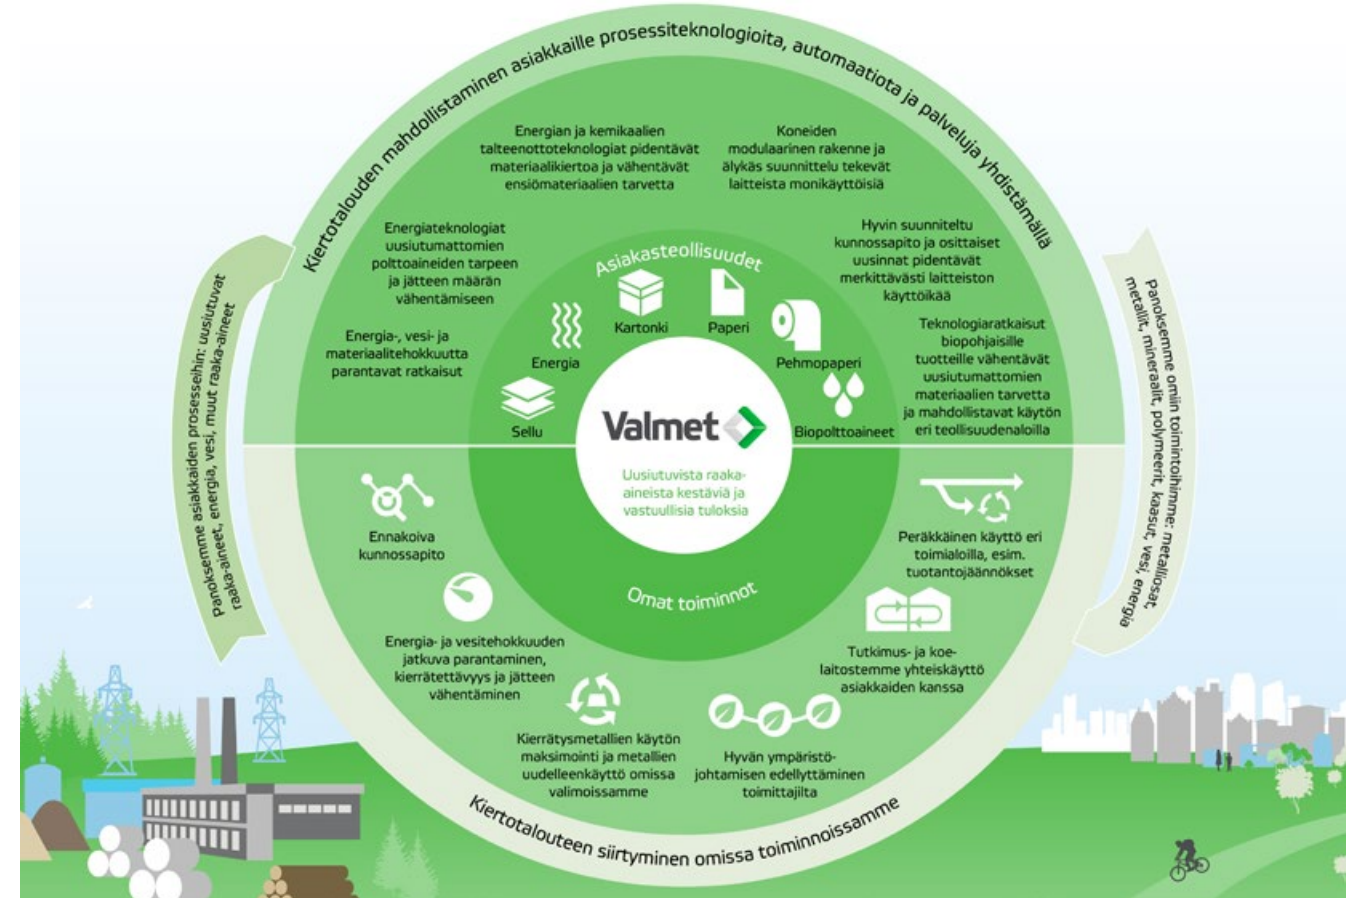 Kiertotalouden mahdollistaminen asiakkaille prosessiteknologioita, automaatiota ja palveluja yhdistämällä
Energian ja kemikaalien
talteenottoteknologiat pidentävät
materiaalikiertoa ja vähentävät
ensiömateriaalien tarvetta
Koneiden
modulaarinen rakenne ja
älykäs suunnittelu tekevät
laitteista monikäyttöisiä
Energiateknologiat
uusiutumattomien
polttoaineiden tarpeen
ja jätteen määrän
vähentämiseen
Hyvin suunniteltu
kunnossapito ja osittaiset
uusinnat pidentävät
merkittävästi laitteiston
käyttöikää
Energia-, vesi- ja
materiaalitehokkuutta
parantavat ratkaisut
Teknologiaratkaisut
biopohjaisille
tuotteille vähentävät
uusiutumattomien
materiaalien tarvetta
ja mahdollistavat käytön
eri teollisuudenaloilla
Asiakasteollisuudet
Sellu
Energia
Kartonki
Paperi
Pehmopaperi
Biopolttoaineet
Valmet
Uusiutuvista raaka-
aineista kestäviä ja
vastuullisia tuloksia
Omat toiminnot
Ennakoiva
kunnossapito
Energia- ja vesitehokkuuden
jatkuva parantaminen,
kierrätettävyys ja jätteen
vähentäminen
Kierrätysmetallien käytön
maksimointi ja metallien
uudelleenkäyttö omissa
valimoissamme
Hyvän ympäristö-
johtamisen edellyttäminen
toimittajilta
Tutkimus- ja koe-
laitostemme yhteiskäyttö
asiakkaiden kanssa
Peräkkäinen käyttö eri
toimialoilla, esim.
tuotantojäännökset
Kiertotalouteen siirtyminen omissa toiminnoissamme
Panoksemme asiakkaiden prosesseihin: uusiutuvat
raaka-aineet, energia, vesi, muut raaka-aineet
Panoksemme omiin toimintoihimme: metalliosat,
metallit, mineraalit, polymeerit, kaasut, vesi, energia